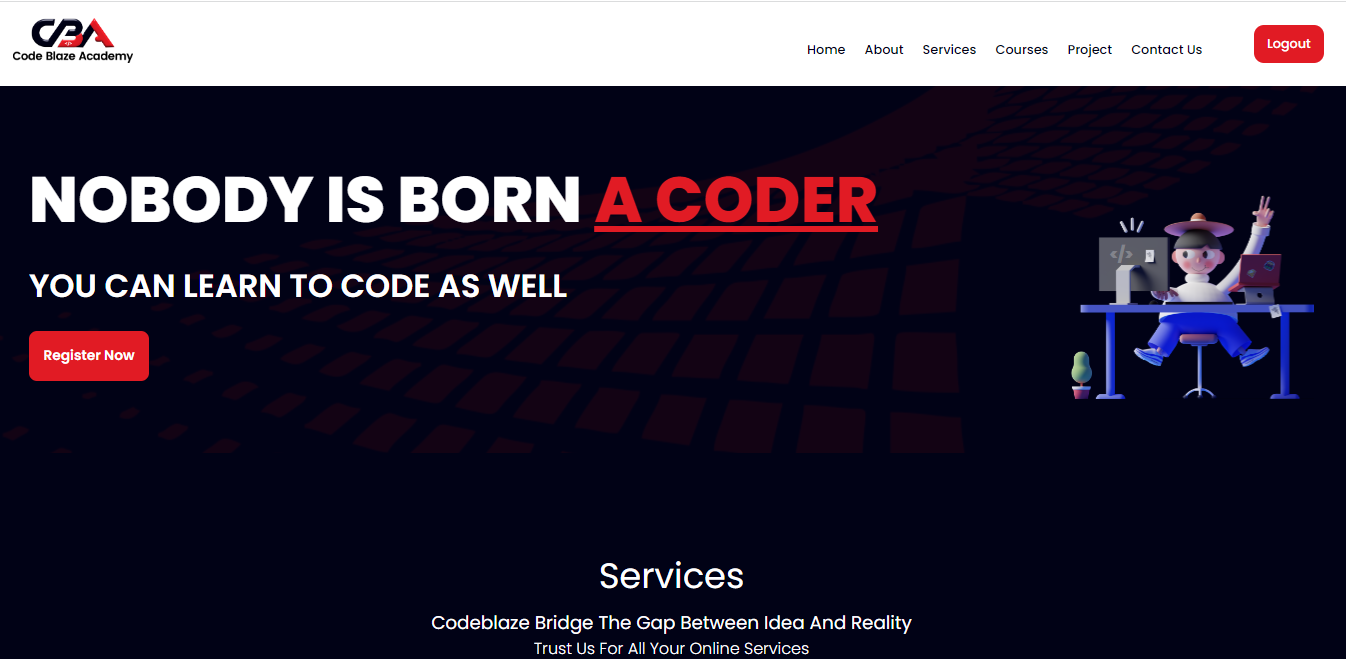 CBA
Code Blaze Academy
Home About Services Courses Project Contact Us Logout
NOBODY IS BORN A CODER
YOU CAN LEARN TO CODE AS WELL
Register Now
</>
Services
Codeblaze Bridge The Gap Between Idea And Reality
Trust Us For All Your Online Services